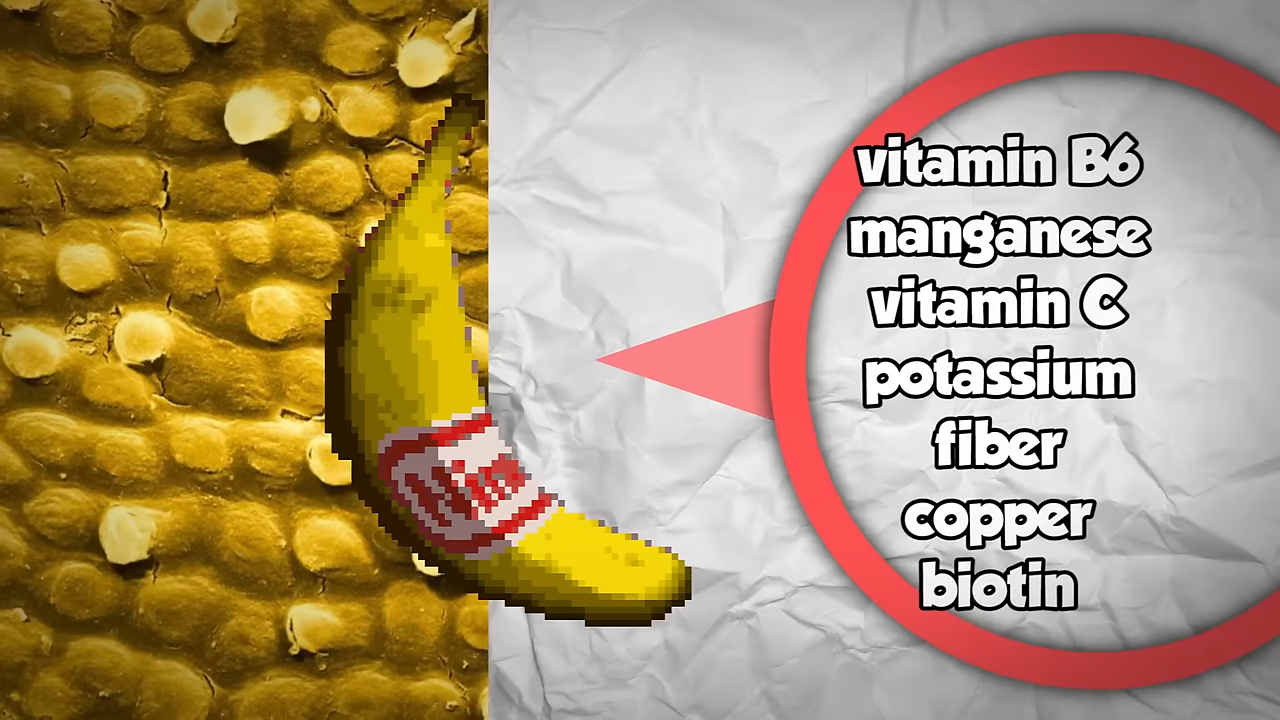 vitamin B6
manganese
vitamin C
potassium
fiber
copper
biotin